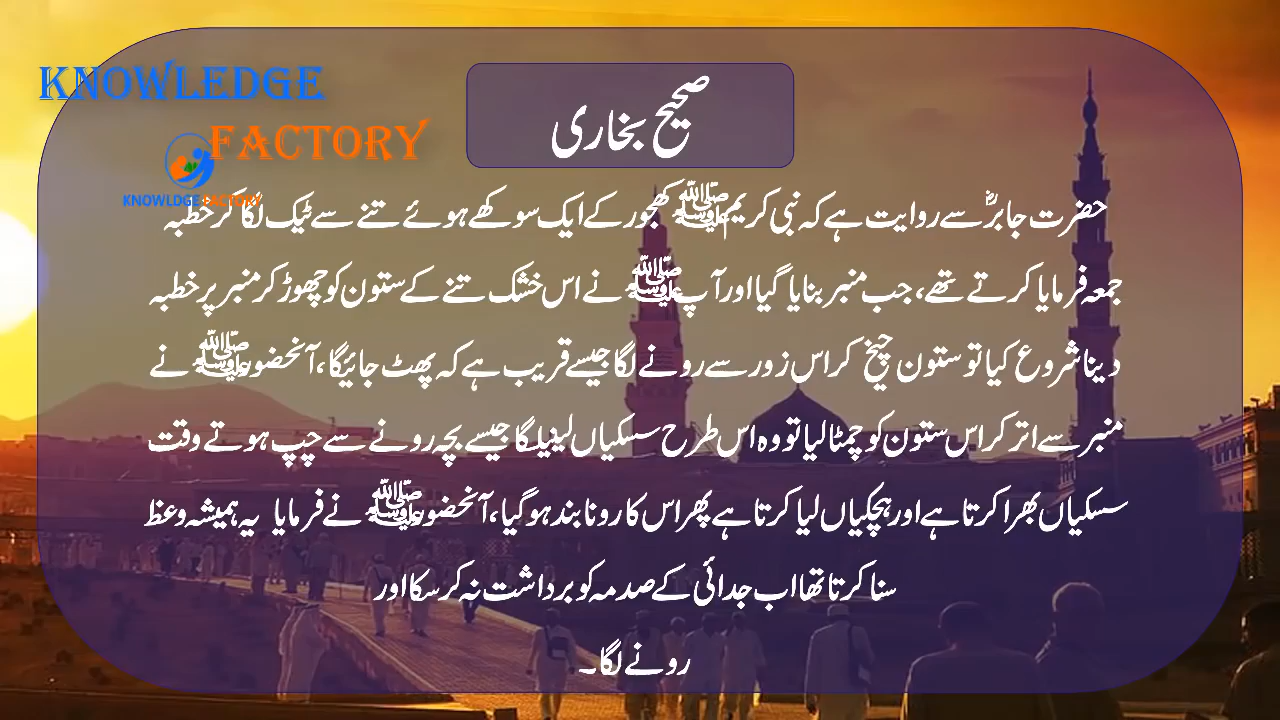 KNOWLEDGE
FACTORY
KNOWLDGE FACTORY
صحیح بخاری
حضرت جابرؓ سے روایت ہے کہ نبی کریم ﷺ کھجور کے ایک سوکھے ہوئے تنے سے ٹیک لگا کر خطبہ
جمعہ فرمایا کرتے تھے، جب منبر بنایا گیا اور آپ ﷺ نے اس خشک تنے کے ستون کو چھوڑ کر منبر پر خطبہ
دینا شروع کیا تو ستون چیخ کر اس زور سے رونے لگا جیسے قریب ہے کہ پھٹ جائیگا، آنحضور ﷺ نے
منبر سے اتر کر اس ستون کو چمٹا لیا تو وہ اس طرح سسکیاں لینے لگا جیسے بچہ رونے سے چپ ہوتے وقت
سسکیاں بھرا کرتا ہے اور ہچکیاں لیا کرتا ہے پھر اس کا رونا بند ہو گیا، آنحضور ﷺ نے فرمایا یہ ہمیشہ وعظ
سنا کرتا تھا اب جدائی کے صدمہ کو برداشت نہ کر سکا اور
رونے لگا۔